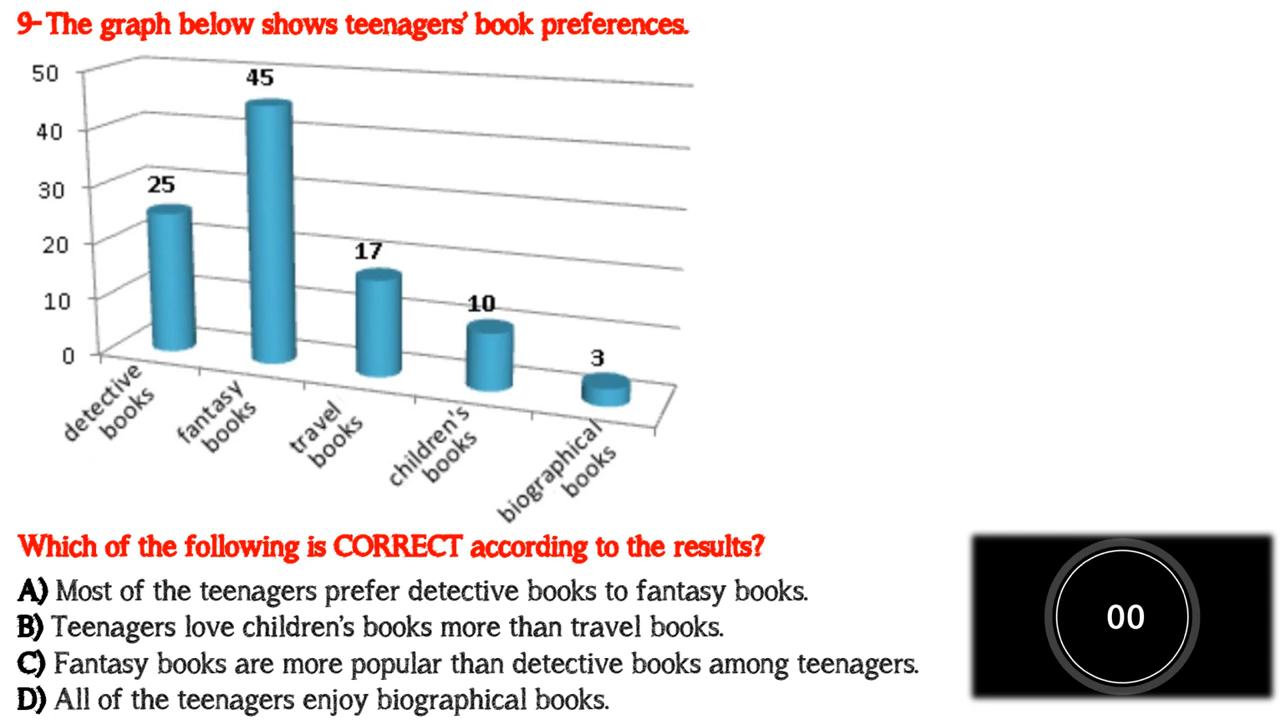 9- The graph below shows teenagers' book preferences.
50
40
30
20
10
0
25
45
17
10
3
detective
books
fantasy
books
travel
books
children's
books
biographical
books
Which of the following is CORRECT according to the results?
A) Most of the teenagers prefer detective books to fantasy books.
B) Teenagers love children's books more than travel books.
C) Fantasy books are more popular than detective books among teenagers.
D) All of the teenagers enjoy biographical books.
00